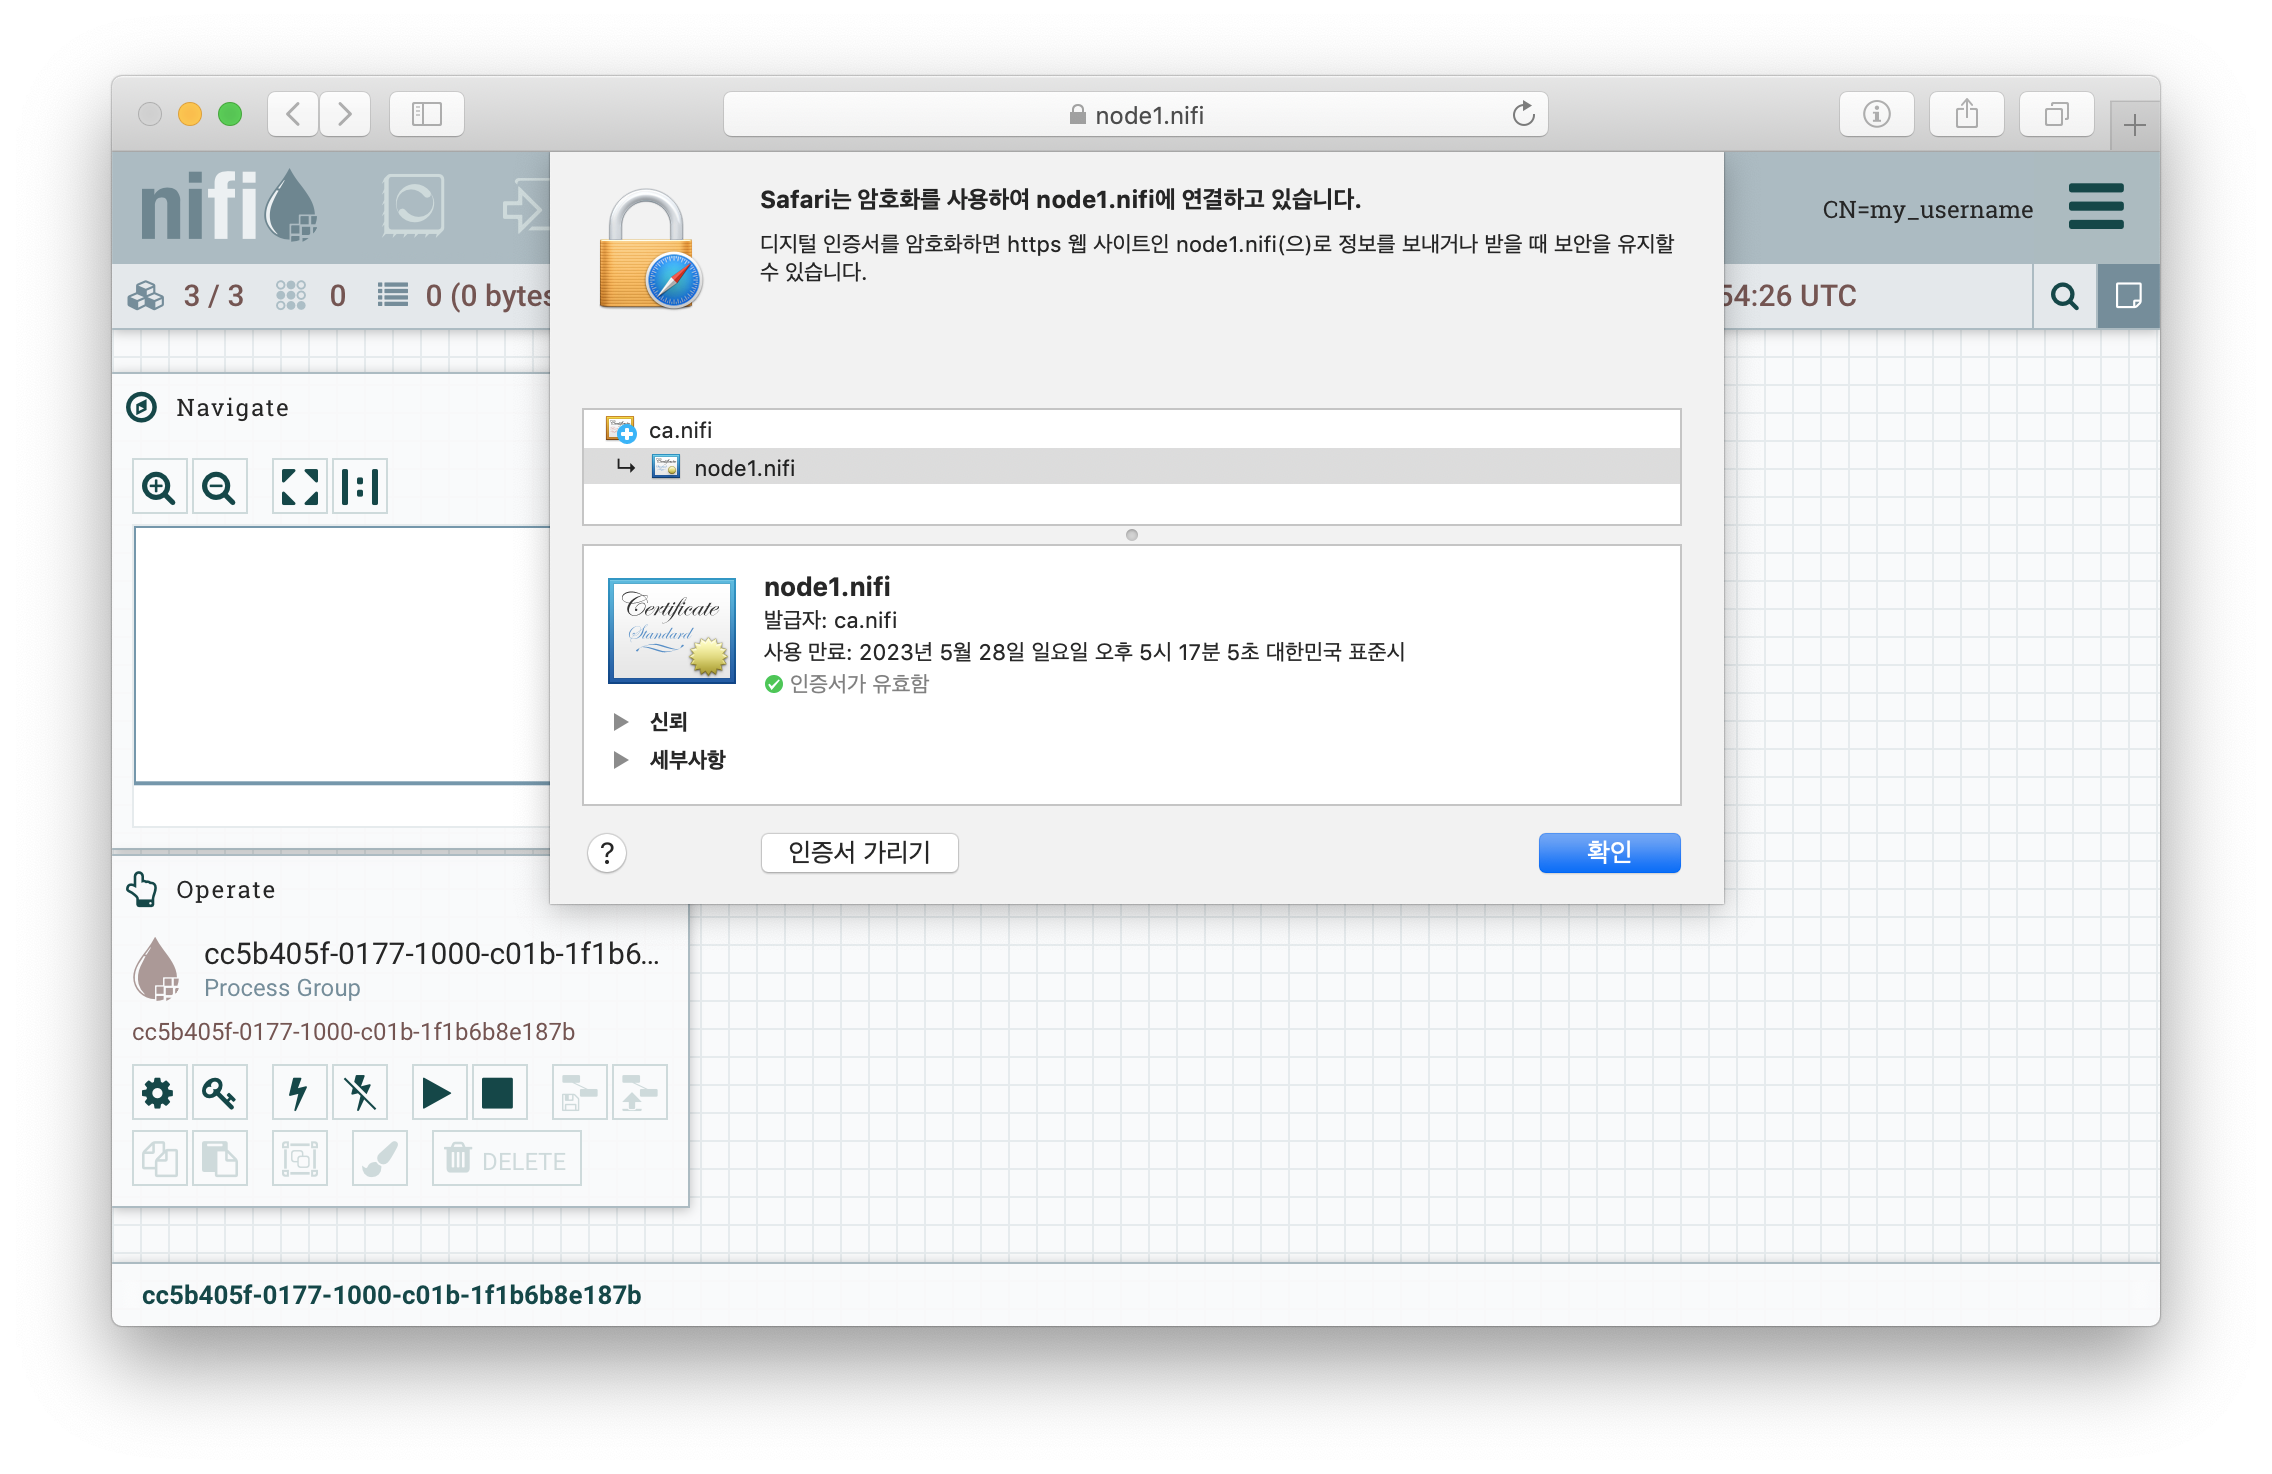 node1.nifi
nifi
CN=my_username
3 / 3
0
0 (0 bytes
54:26 UTC
Safari는 암호화를 사용하여 node1.nifi에 연결하고 있습니다.
디지털 인증서를 암호화하면 https 웹 사이트인 node1.nifi(으)로 정보를 보내거나 받을 때 보안을 유지할
수 있습니다.
ca.nifi
node1.nifi
Certificate
Standard
node1.nifi
발급자: ca.nifi
사용 만료: 2023년 5월 28일 일요일 오후 5시 17분 5초 대한민국 표준시
인증서가 유효함
신뢰
세부사항
?
인증서 가리기
확인
Navigate
Operate
cc5b405f-0177-1000-c01b-1f1b6...
Process Group
cc5b405f-0177-1000-c01b-1f1b6b8e187b
DELETE
cc5b405f-0177-1000-c01b-1f1b6b8e187b